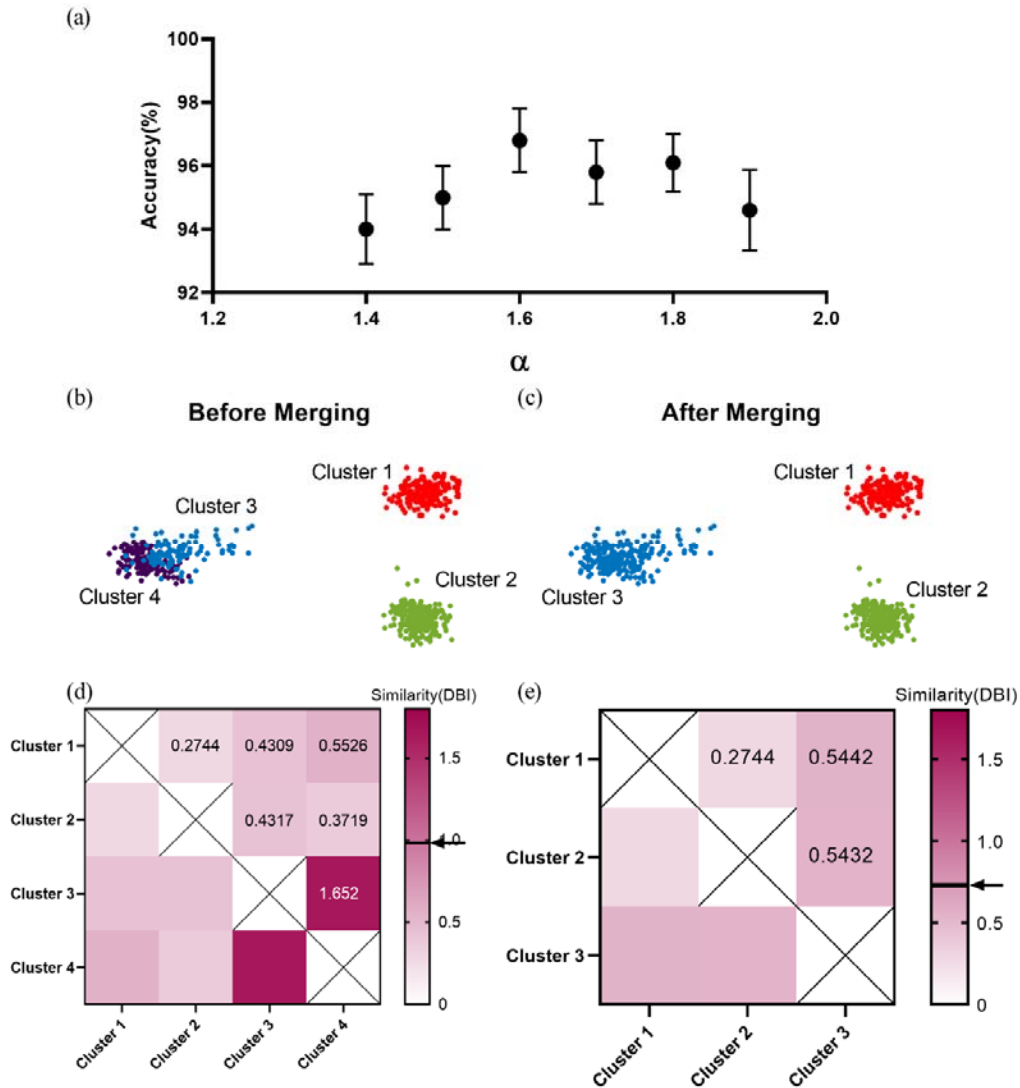 (a)
100
98
96
94
92
Accuracy(%)
1.2 1.4 1.6 1.8 2.0
α
(b) Before Merging
(c) After Merging
Cluster 1
Cluster 3
Cluster 2
Cluster 4
Cluster 1
Cluster 2
Cluster 3
(d)
Similarity(DBI)
Cluster 1 0.2744 0.4309 0.5526
Cluster 2 0.4317 0.3719
Cluster 3 1.652
Cluster 4
Cluster 1 Cluster 2 Cluster 3 Cluster 4
1.5
1.0
0.5
0
(e)
Similarity(DBI)
Cluster 1 0.2744 0.5442
Cluster 2 0.5432
Cluster 3
Cluster 1 Cluster 2 Cluster 3
1.5
1.0
0.5
0